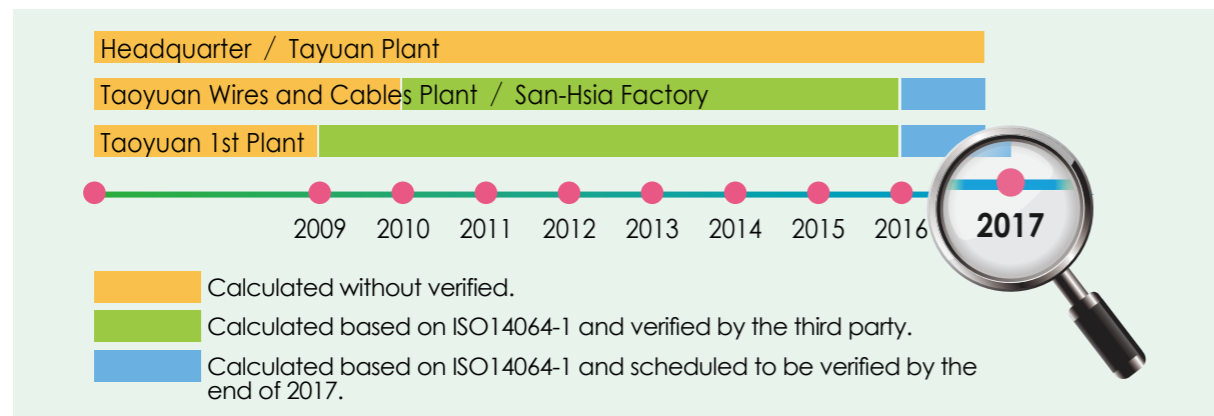 Headquarter / Tayuan Plant
Taoyuan Wires and Cables Plant / San-Hsia Factory
Taoyuan 1st Plant
2009 2010 2011 2012 2013 2014 2015 2016 2017
Calculated without verified.
Calculated based on ISO14064-1 and verified by the third party.
Calculated based on ISO14064-1 and scheduled to be verified by the
end of 2017.